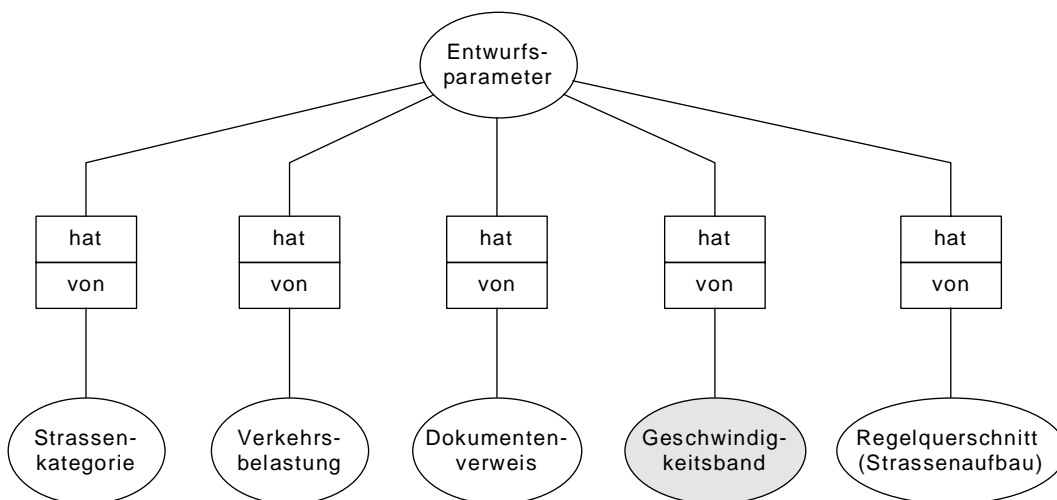 Entwurfs-
parameter
hat
hat
hat
hat
hat
von
von
von
von
von
Strassen-
kategorie
Verkehrs-
belastung
Dokumenten-
verweis
Geschwindig-
keitsband
Regelquerschnitt
(Strassenaufbau)